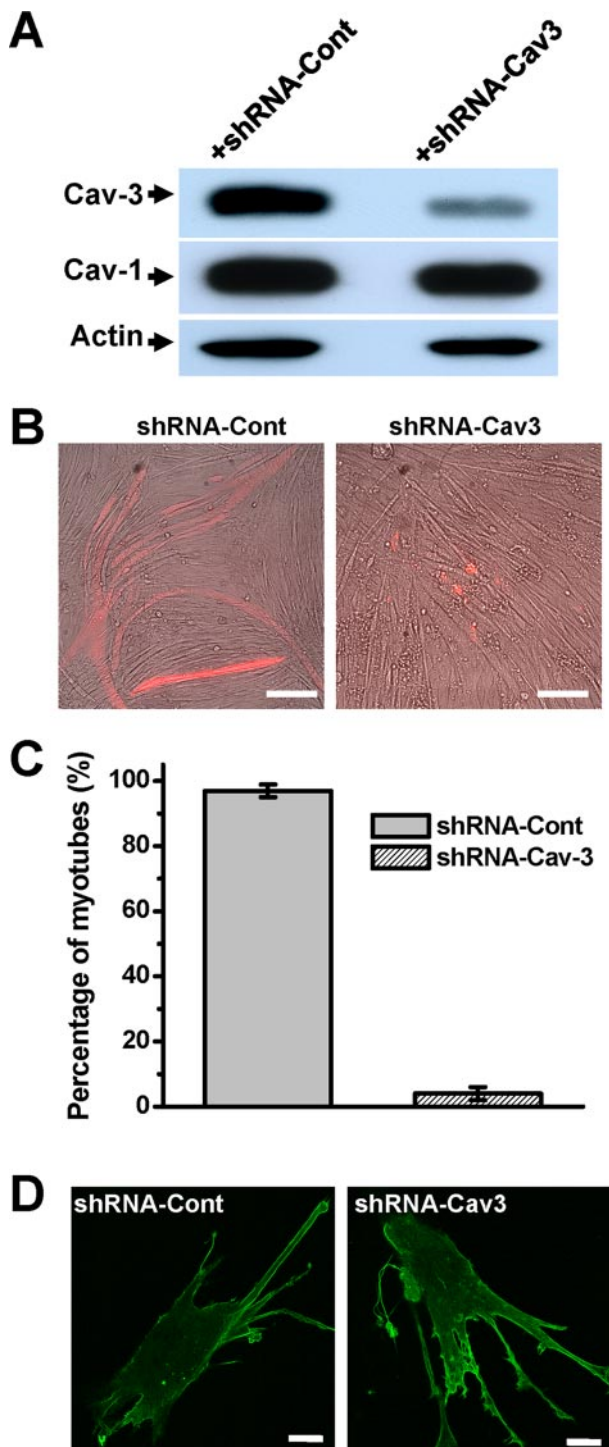 A
+shRNA-Cont
+shRNA-Cav3
Cav-3
Cav-1
Actin
B
shRNA-Cont
shRNA-Cav3
C
Percentage of myotubes (%)
100
80
60
40
20
0
shRNA-Cont
shRNA-Cav-3
D
shRNA-Cont
shRNA-Cav3